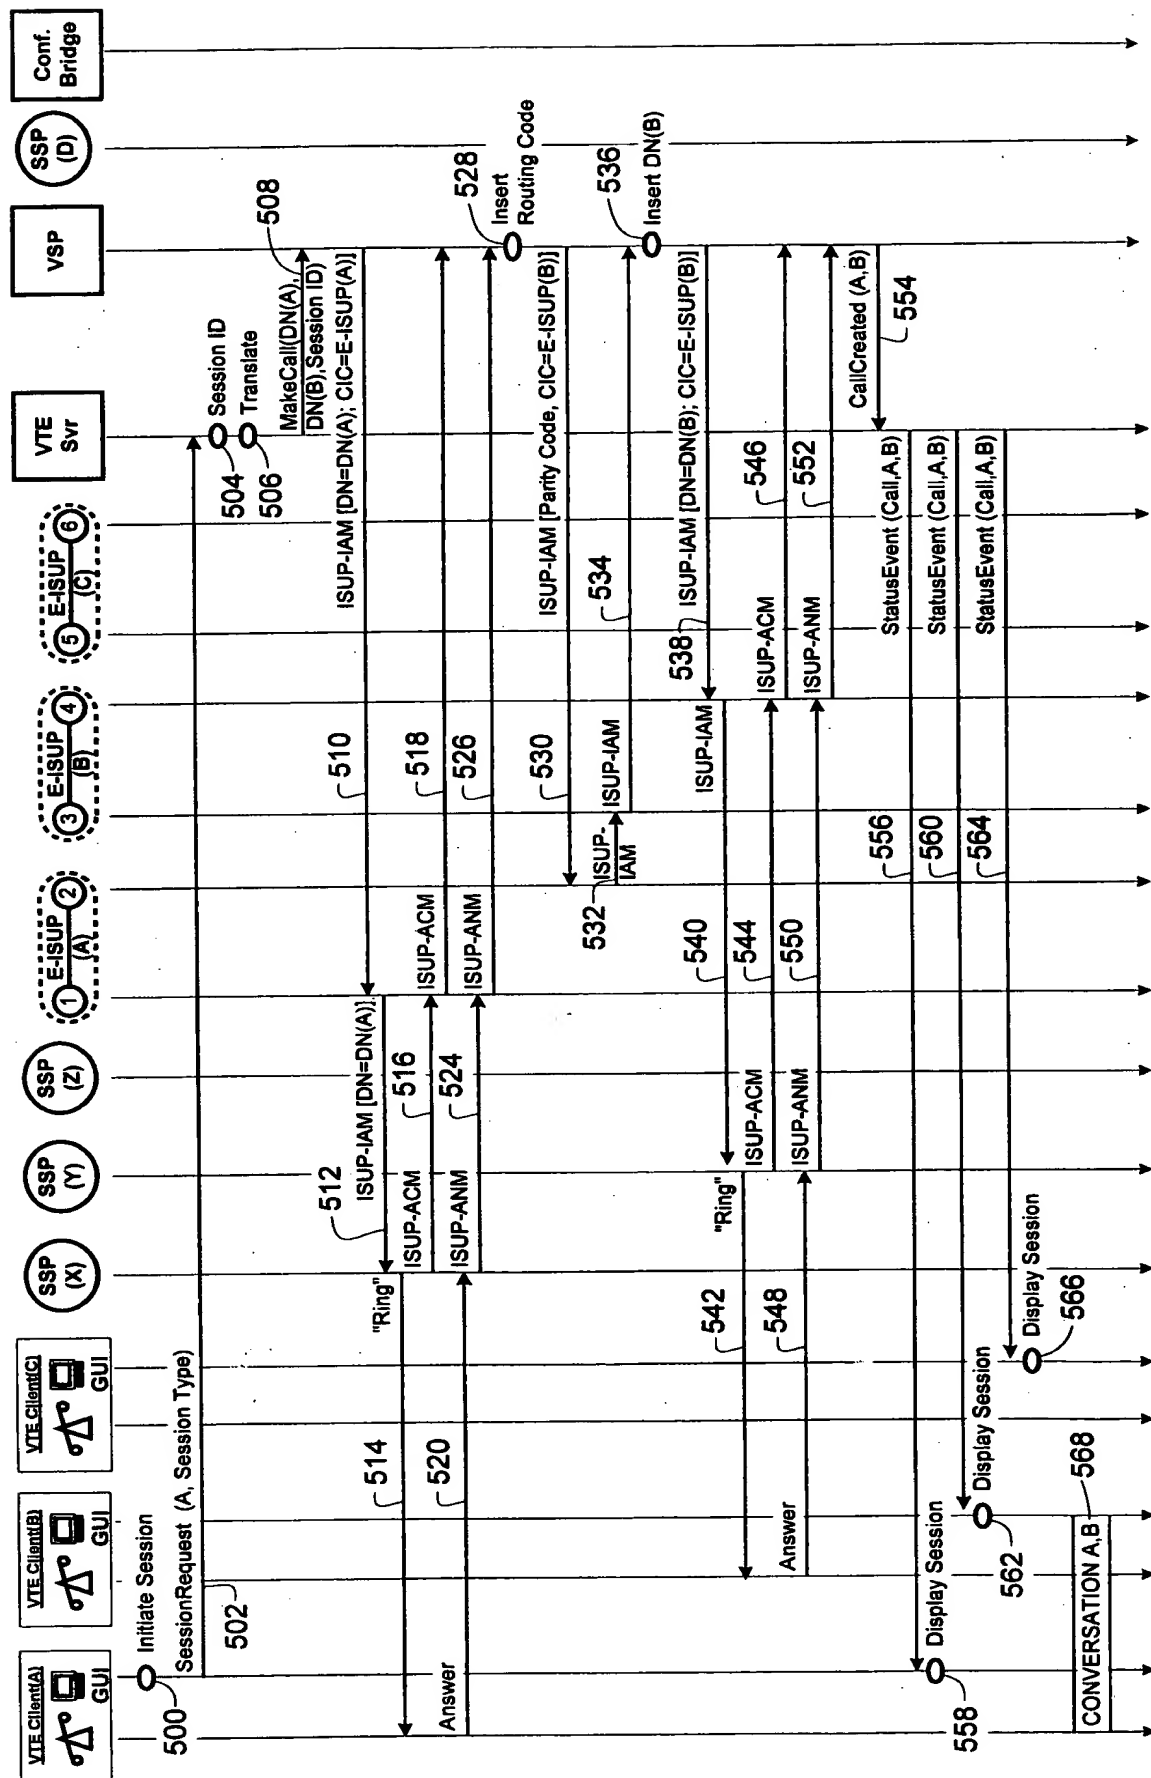 VTE Client(A)
GUI
VTE Client(B)
GUI
VTE Client(C)
GUI
SSP
(X)
SSP
(Y)
SSP
(Z)
E-ISUP
(A)
1
2
E-ISUP
(B)
3
4
E-ISUP
(C)
5
6
VTE
Svr
VSP
SSP
(D)
Conf.
Bridge
500
Initiate Session
SessionRequest (A, Session Type)
502
504
Session ID
506
Translate
MakeCall(DN(A),
DN(B),Session ID)
508
ISUP-IAM [DN=DN(A); CIC=E-ISUP(A)]
510
ISUP-IAM [DN=DN(A)]
512
"Ring"
514
ISUP-ACM
516
ISUP-ACM
518
Answer
520
ISUP-ANM
524
ISUP-ANM
526
528
Insert
Routing Code
ISUP-IAM [Parity Code, CIC=E-ISUP(B)]
530
ISUP-
IAM
532
ISUP-IAM
534
536
Insert DN(B)
ISUP-IAM [DN=DN(B); CIC=E-ISUP(B)]
538
ISUP-IAM
540
"Ring"
542
ISUP-ACM
544
ISUP-ACM
546
Answer
548
ISUP-ANM
550
ISUP-ANM
552
CallCreated (A,B)
554
StatusEvent (Call,A,B)
556
Display Session
558
StatusEvent (Call,A,B)
560
Display Session
562
StatusEvent (Call,A,B)
564
Display Session
566
CONVERSATION A,B
568